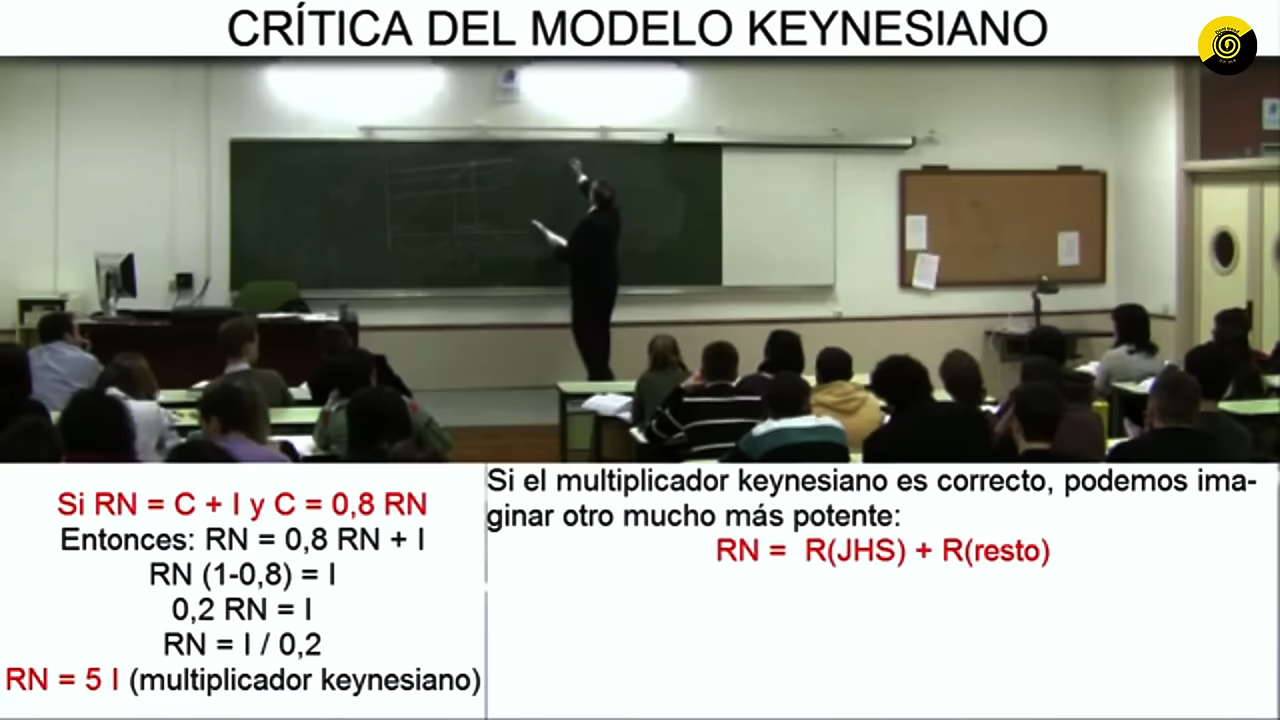 CRÍTICA DEL MODELO KEYNESIANO
Si RN = C + I y C = 0,8 RN
Entonces: RN = 0,8 RN + I
RN (1-0,8) = I
0,2 RN = I
RN = I / 0,2
RN = 5 I (multiplicador keynesiano)
Si el multiplicador keynesiano es correcto, podemos ima-
ginar otro mucho más potente:
RN = R(JHS) + R(resto)